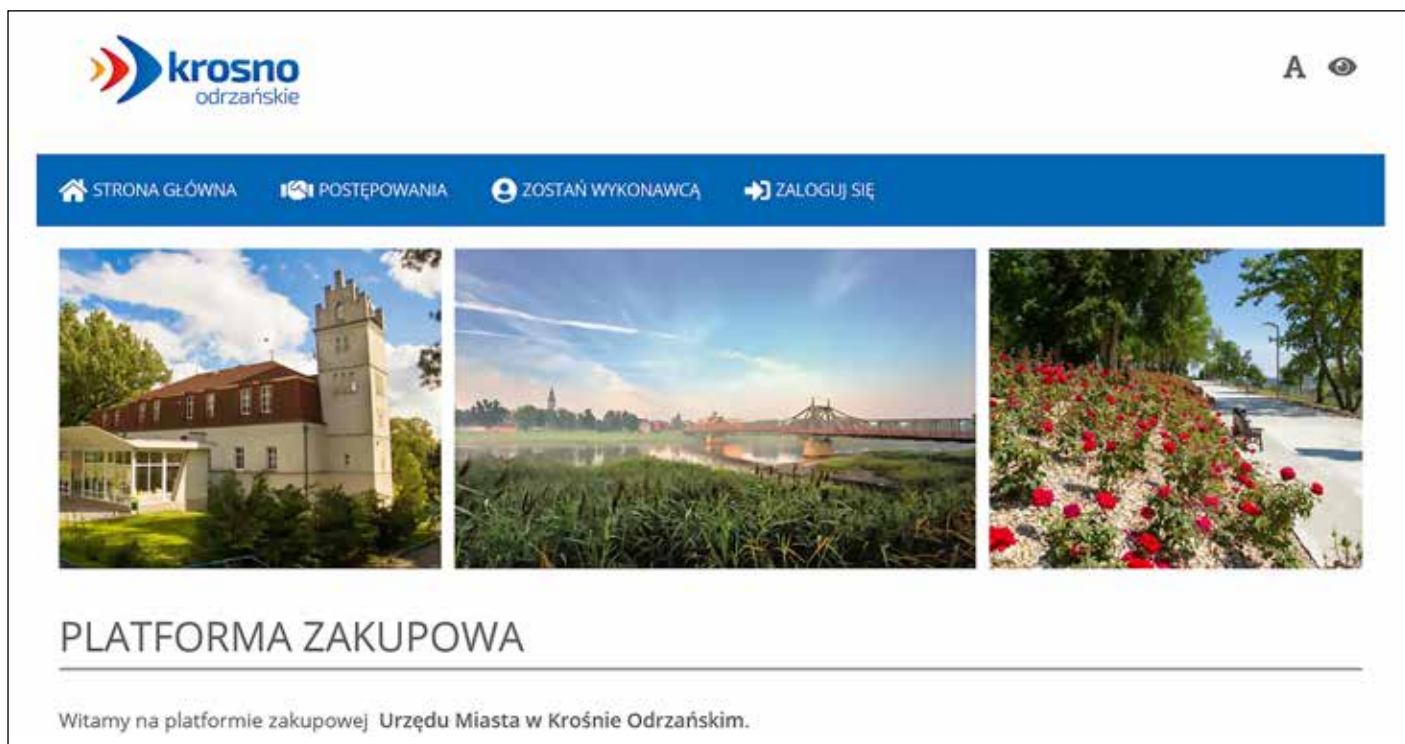 krosno
odrzańskie
A
STRONA GŁÓWNA POSTĘPOWANIA ZOSTAŃ WYKONAWCĄ ZALOGUJ SIĘ
PLATFORMA ZAKUPOWA
Witamy na platformie zakupowej Urzędu Miasta w Krośnie Odrzańskim.